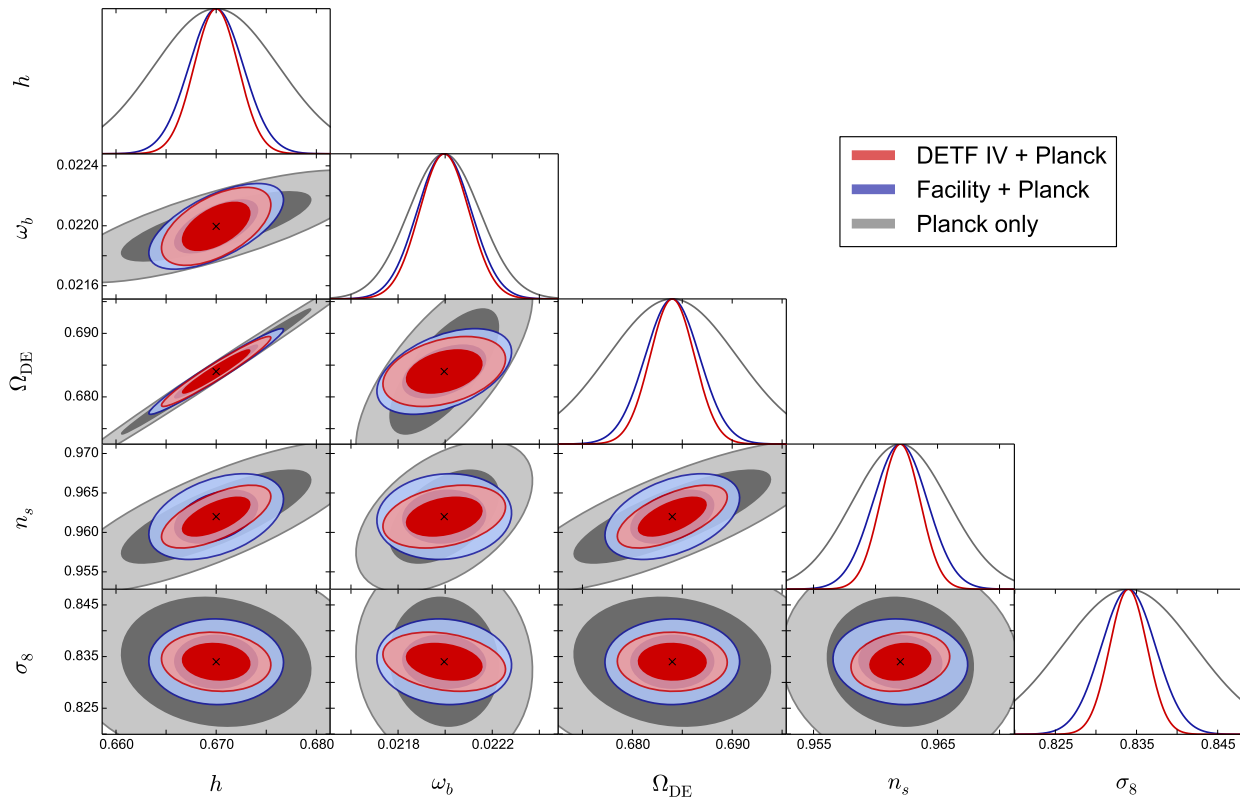 h
DETF IV + Planck
Facility + Planck
Planck only
0.0224
0.0220
0.0216
ω_b
0.690
0.680
Ω_DE
0.970
0.965
0.960
0.955
n_s
0.845
0.835
0.825
σ_8
0.660 0.670 0.680 0.0218 0.0222 0.680 0.690 0.955 0.965 0.825 0.835 0.845
h ω_b Ω_DE n_s σ_8